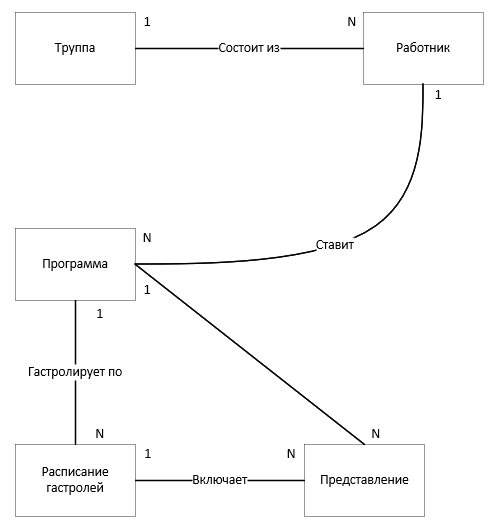 1
N
Труппа
Состоит из
Работник
1
N
Ставит
Программа
1
1
Гастролирует по
N
N
1
N
Расписание
гастролей
Включает
Представление